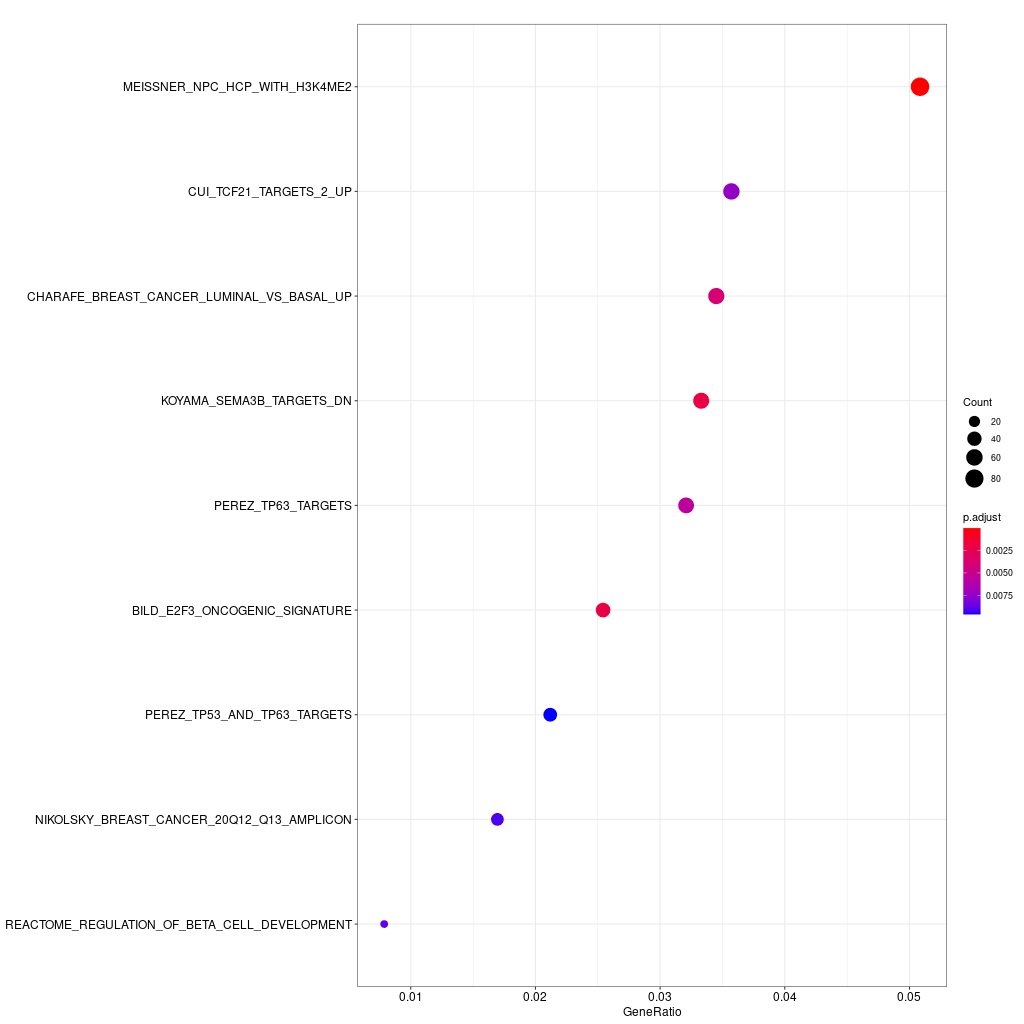 MEISSNER_NPC_HCP_WITH_H3K4ME2
CUI_TCF21_TARGETS_2_UP
CHARAFE_BREAST_CANCER_LUMINAL_VS_BASAL_UP
KOYAMA_SEMA3B_TARGETS_DN
PEREZ_TP63_TARGETS
BILD_E2F3_ONCOGENIC_SIGNATURE
PEREZ_TP53_AND_TP63_TARGETS
NIKOLSKY_BREAST_CANCER_20Q12_Q13_AMPLICON
REACTOME_REGULATION_OF_BETA_CELL_DEVELOPMENT
0.01 0.02 0.03 0.04 0.05
GeneRatio
Count
20
40
60
80
p.adjust
0.0025
0.0050
0.0075